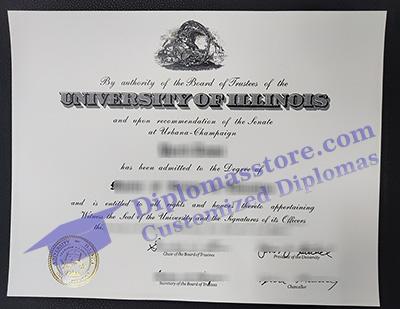 By authority of the Board of Trustees of the
UNIVERSITY OF ILLINOIS
and upon recommendation of the Senate
at Urbana-Champaign
has been admitted to the Degree of
and is entitled to all rights and honors thereto appertaining
Witness the Seal of the University and the Signatures of its Officers
Diplomasstore.com
Customized Diplomas
Chair of the Board of Trustees
President of the University
Secretary of the Board of Trustees
Chancellor